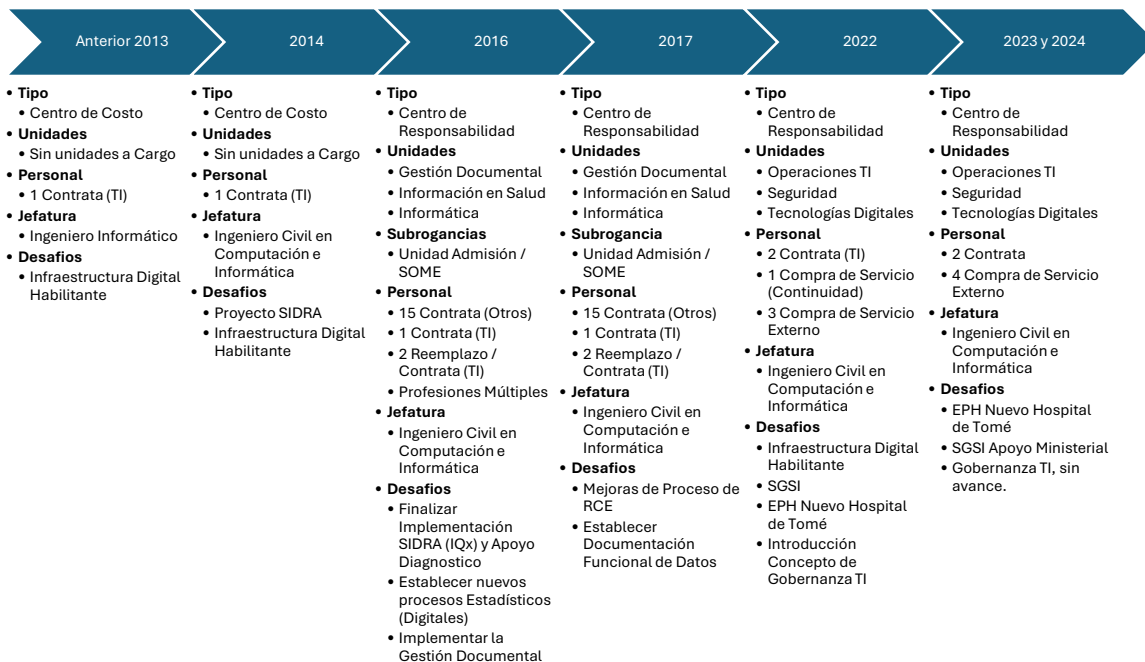 Anterior 2013
2014
2016
2017
2022
2023 y 2024
• Tipo
• Centro de Costo
• Unidades
• Sin unidades a Cargo
• Personal
• 1 Contrata (TI)
• Jefatura
• Ingeniero Informático
• Desafios
• Infraestructura Digital
Habilitante
• Tipo
• Centro de Costo
• Unidades
• Sin unidades a Cargo
• Personal
• 1 Contrata (TI)
• Jefatura
• Ingeniero Civil en
Computación e
Informática
• Desafios
• Proyecto SIDRA
• Infraestructura Digital
Habilitante
• Tipo
• Centro de
Responsabilidad
• Unidades
• Gestión Documental
• Información en Salud
• Informática
• Subrogancias
• Unidad Admisión /
SOME
• Personal
• 15 Contrata (Otros)
• 1 Contrata (TI)
• 2 Reemplazo /
Contrata (TI)
• Profesiones Múltiples
• Jefatura
• Ingeniero Civil en
Computación e
Informática
• Desafios
• Finalizar
Implementación
SIDRA (IQx) y Apoyo
Diagnostico
• Establecer nuevos
procesos Estadísticos
(Digitales)
• Implementar la
Gestión Documental
• Tipo
• Centro de
Responsabilidad
• Unidades
• Gestión Documental
• Información en Salud
• Informática
• Subrogancia
• Unidad Admisión /
SOME
• Personal
• 15 Contrata (Otros)
• 1 Contrata (TI)
• 2 Reemplazo /
Contrata (TI)
• Jefatura
• Ingeniero Civil en
Computación e
Informática
• Desafios
• Mejoras de Proceso de
RCE
• Establecer
Documentación
Funcional de Datos
• Tipo
• Centro de
Responsabilidad
• Unidades
• Operaciones TI
• Seguridad
• Tecnologías Digitales
• Personal
• 2 Contrata (TI)
• 1 Compra de Servicio
(Continuidad)
• 3 Compra de Servicio
Externo
• Jefatura
• Ingeniero Civil en
Computación e
Informática
• Desafios
• Infraestructura Digital
Habilitante
• SGSI
• EPH Nuevo Hospital
de Tomé
• Introducción
Concepto de
Gobernanza TI
• Tipo
• Centro de
Responsabilidad
• Unidades
• Operaciones TI
• Seguridad
• Tecnologías Digitales
• Personal
• 2 Contrata
• 4 Compra de Servicio
Externo
• Jefatura
• Ingeniero Civil en
Computación e
Informática
• Desafios
• EPH Nuevo Hospital
de Tomé
• SGSI Apoyo Ministerial
• Gobernanza TI, sin
avance.